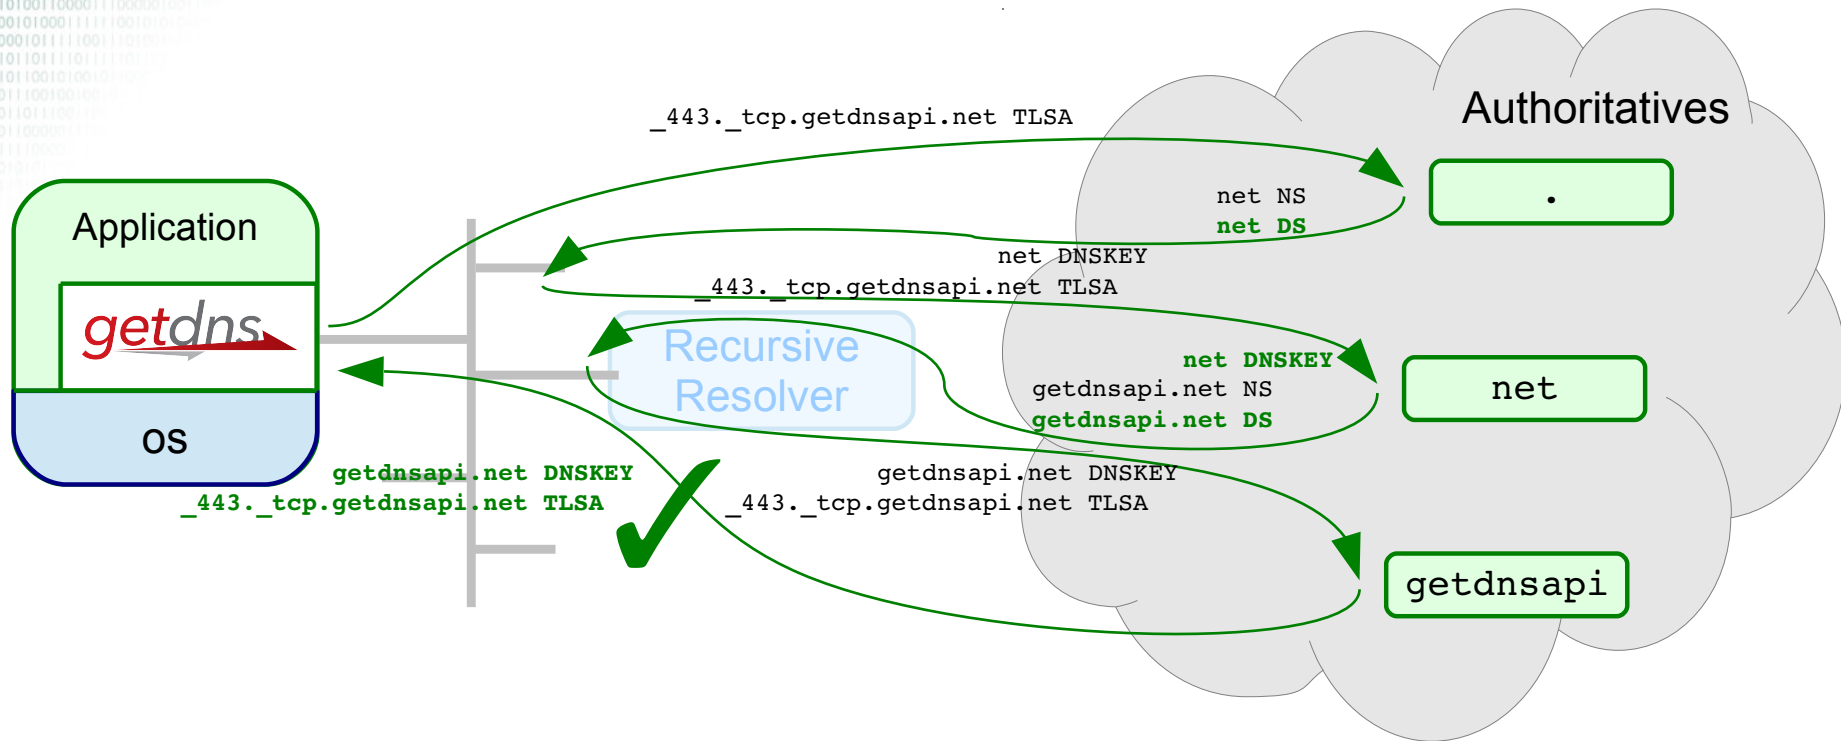 _443._tcp.getdnsapi.net TLSA
Authoritatives
.
net NS
net DS
Application
getdns
net DNSKEY
_443._tcp.getdnsapi.net TLSA
Recursive
Resolver
net DNSKEY
getdnsapi.net NS
getdnsapi.net DS
net
os
getdnsapi.net DNSKEY
_443._tcp.getdnsapi.net TLSA
getdnsapi.net DNSKEY
_443._tcp.getdnsapi.net TLSA
getdnsapi